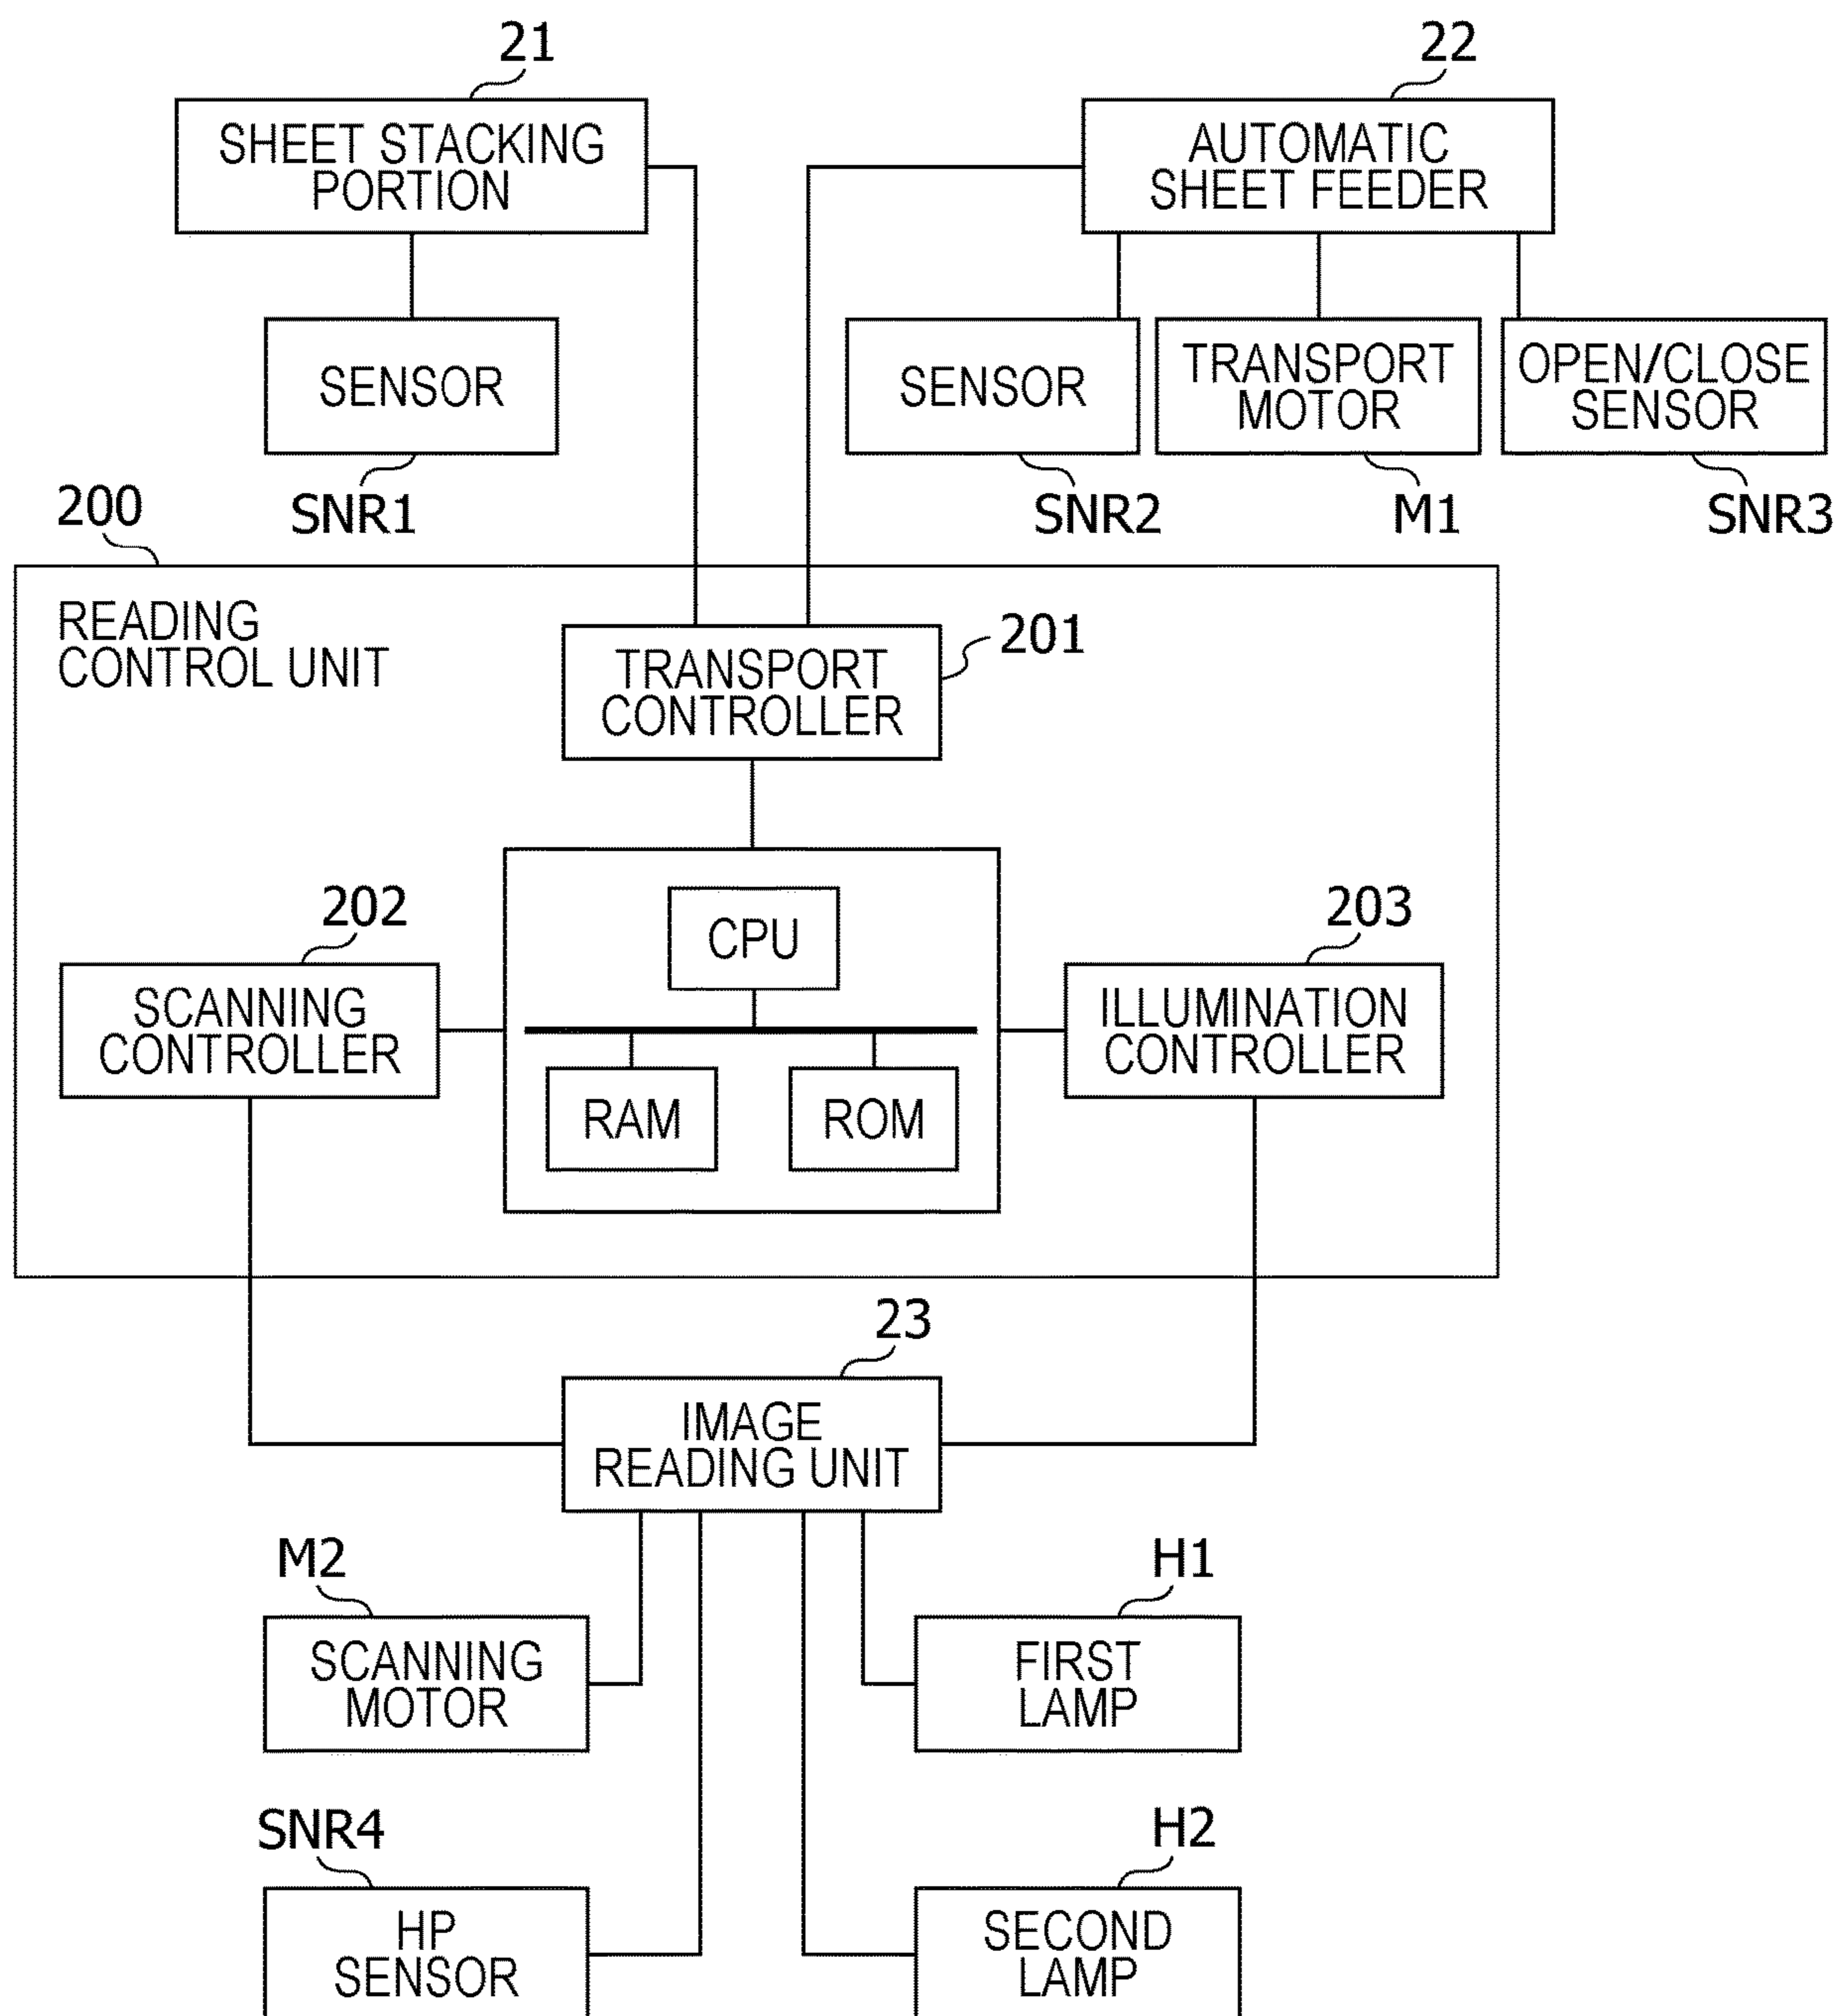 21
22
SHEET STACKING
PORTION
AUTOMATIC
SHEET FEEDER
SENSOR
SENSOR
TRANSPORT
MOTOR
OPEN/CLOSE
SENSOR
SNR1
SNR2
M1
SNR3
200
READING
CONTROL UNIT
201
TRANSPORT
CONTROLLER
202
203
CPU
SCANNING
CONTROLLER
ILLUMINATION
CONTROLLER
RAM
ROM
23
IMAGE
READING UNIT
M2
H1
SCANNING
MOTOR
FIRST
LAMP
SNR4
H2
HP
SENSOR
SECOND
LAMP